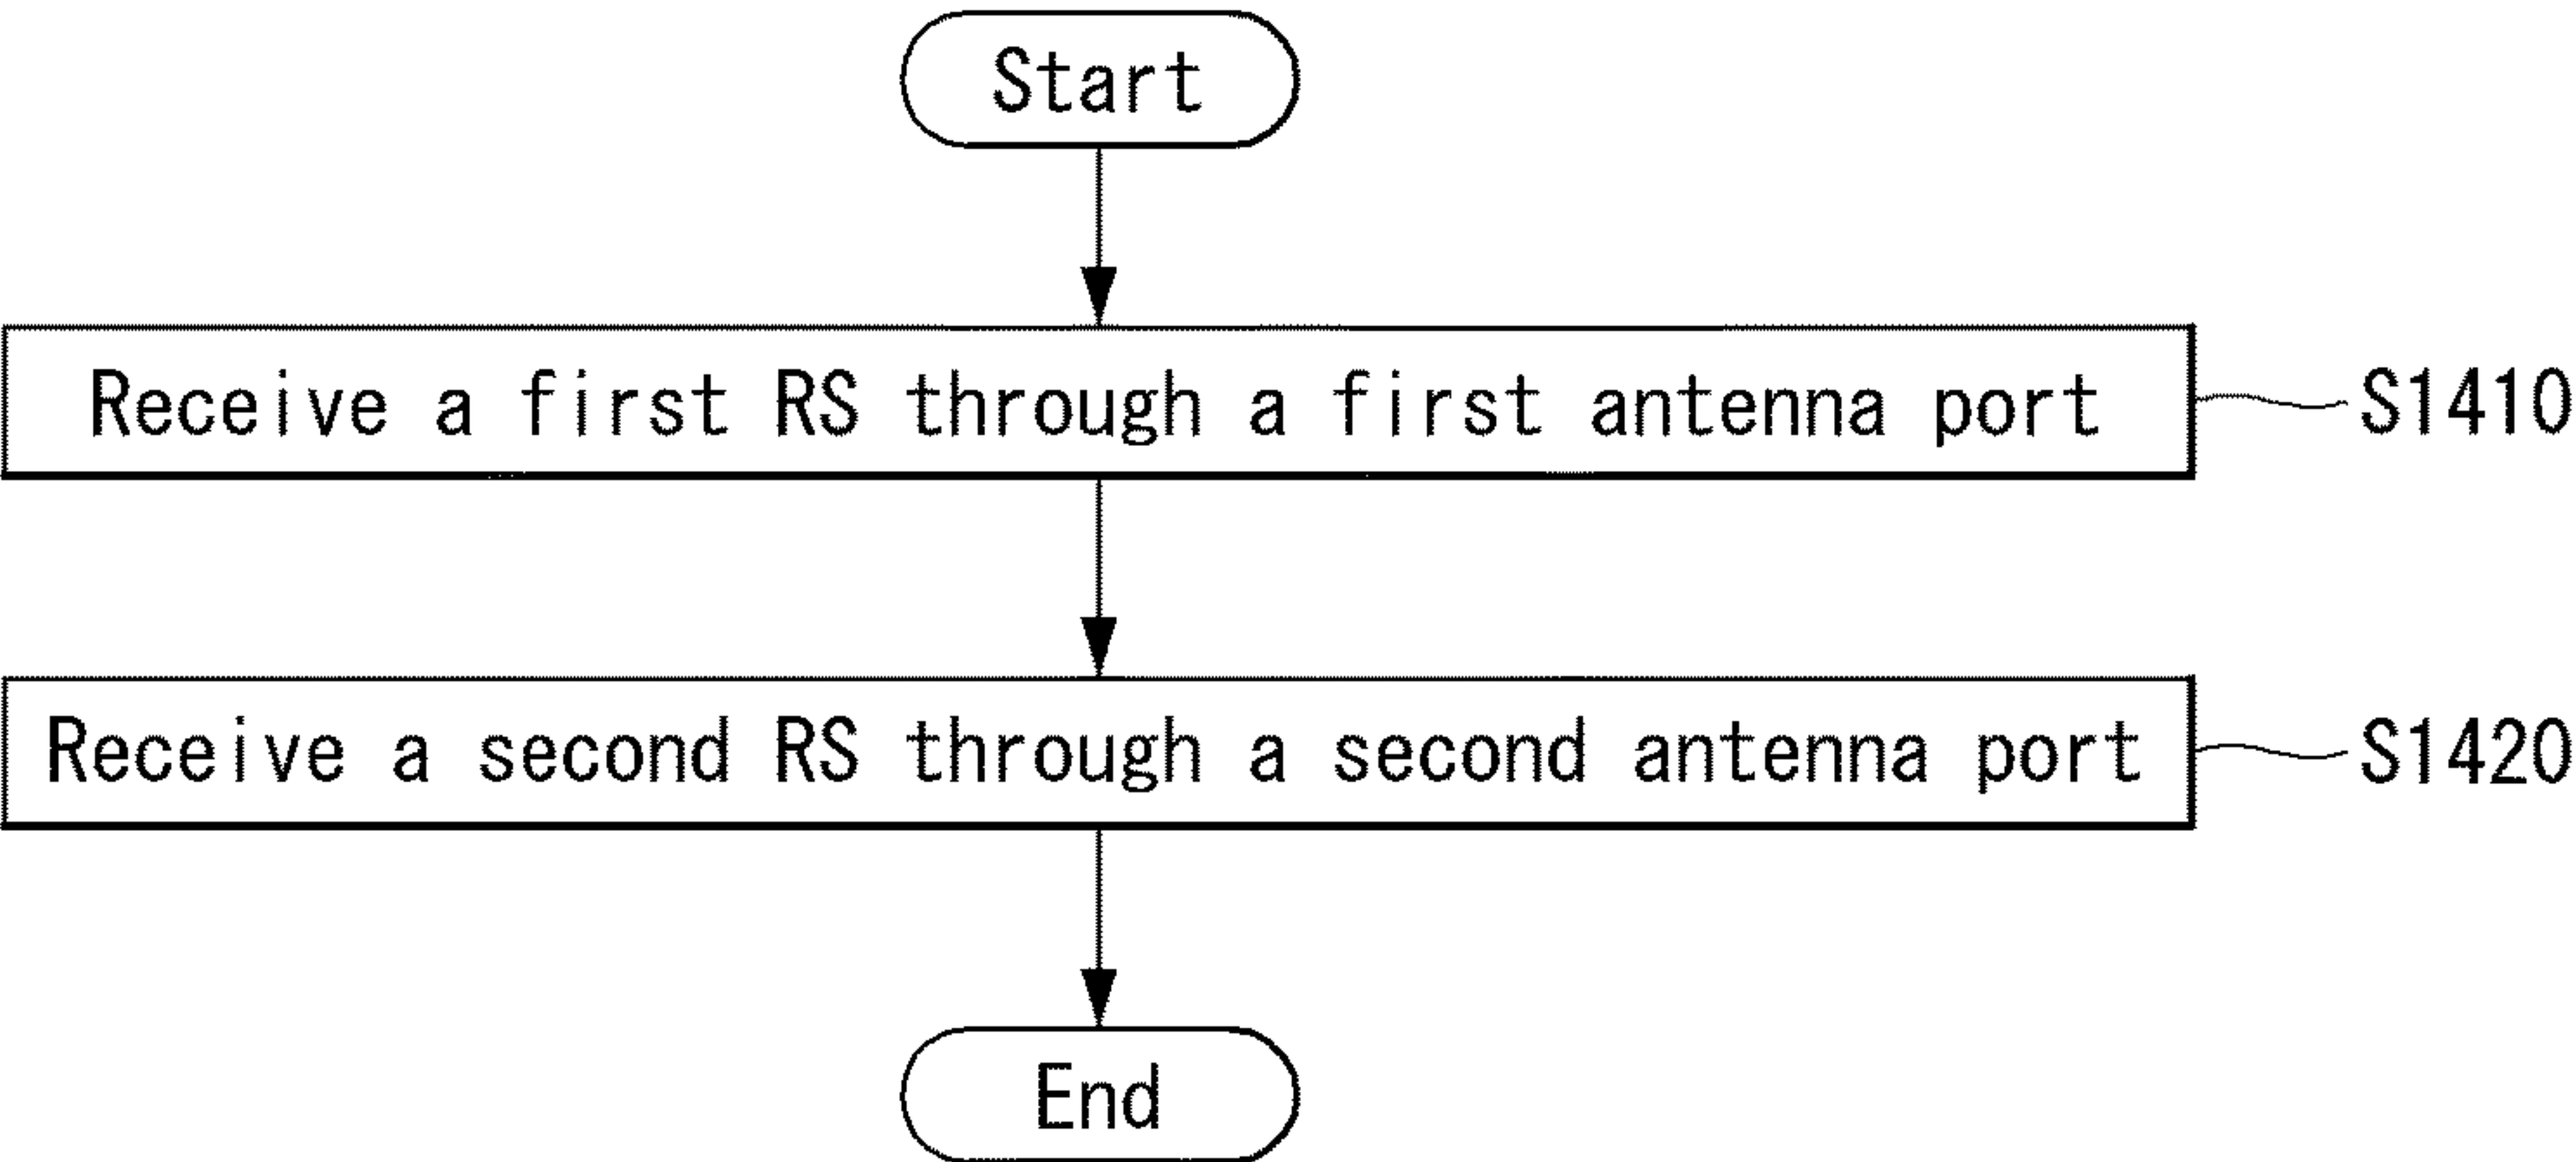 Start
Receive a first RS through a first antenna port S1410
Receive a second RS through a second antenna port S1420
End